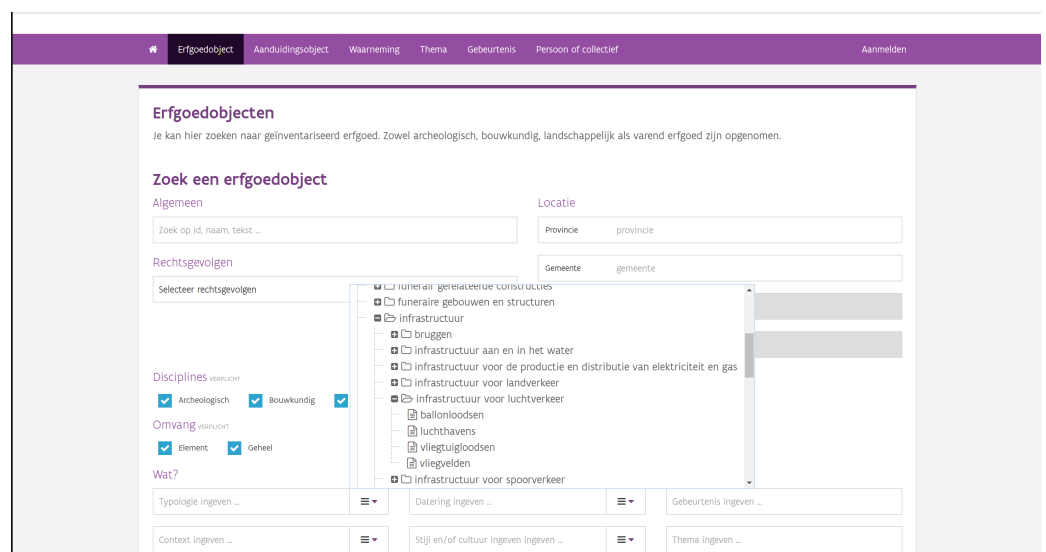 Erfgoedobject Aanduidingsobject Waarneming Thema Gebeurtenis Persoon of collectief Aanmelden
Erfgoedobjecten
Je kan hier zoeken naar geïnventariseerd erfgoed. Zowel archeologisch, bouwkundig, landschappelijk als varend erfgoed zijn opgenomen.
Zoek een erfgoedobject
Algemeen Locatie
Zoek op id, naam, tekst ... Provincie provincie
Rechtsgevolgen Gemeente gemeente
Selecteer rechtsgevolgen
funerair gerelateerde constructies
funeraire gebouwen en structuren
infrastructuur
bruggen
infrastructuur aan en in het water
infrastructuur voor de productie en distributie van elektriciteit en gas
infrastructuur voor landverkeer
infrastructuur voor luchtverkeer
ballonloodsen
luchthavens
vliegtuigloodsen
vliegvelden
infrastructuur voor spoorverkeer
Disciplines VERPLICHT
Archeologisch Bouwkundig
Omvang VERPLICHT
Element Geheel
Wat?
Typologie ingeven ... Datering ingeven ... Gebeurtenis ingeven ...
Context ingeven ... Stijl en/of cultuur ingeven ingeven ... Thema ingeven ...